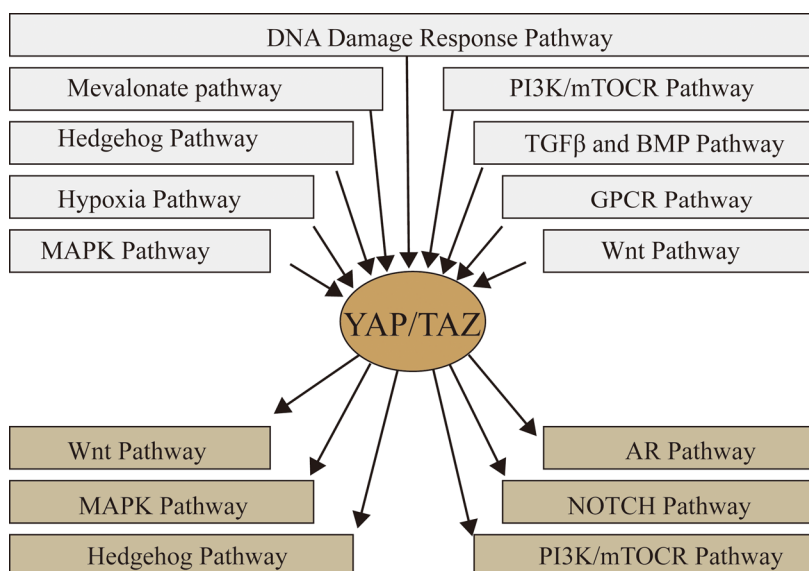 DNA Damage Response Pathway
Mevalonate pathway
PI3K/mTOCR Pathway
Hedgehog Pathway
TGFβ and BMP Pathway
Hypoxia Pathway
GPCR Pathway
MAPK Pathway
Wnt Pathway
YAP/TAZ
Wnt Pathway
AR Pathway
MAPK Pathway
NOTCH Pathway
Hedgehog Pathway
PI3K/mTOCR Pathway